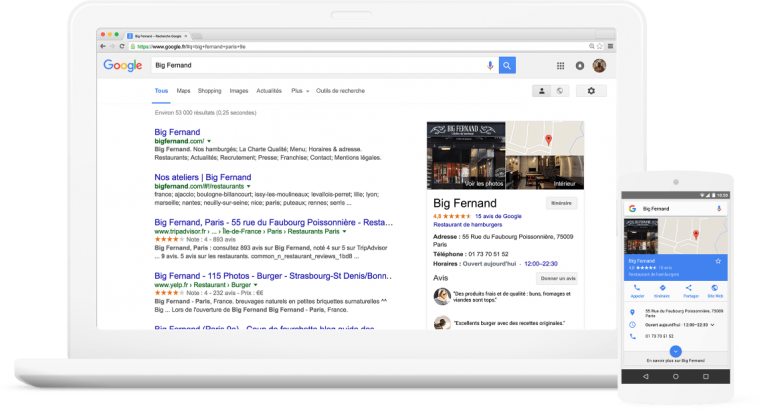 Big Fernand - Recherche Google
https://www.google.fr/#q=big+fernand+paris+9e
Google
Big Fernand
Tous Maps Shopping Images Actualités Plus Outils de recherche
Environ 53 000 résultats (0,25 secondes)
Big Fernand
bigfernand.com/
Big Fernand. Nos hamburgés; La Charte Qualité; Menu; Horaires & adresse.
Restaurants; Actualités; Recrutement; Presse; Franchise; Contact; Mentions légales.
Nos ateliers | Big Fernand
bigfernand.com/#!/restaurants
france; ajaccio; boulogne-billancourt; issy-les-moulineaux; levallois-perret; lille; lyon;
marseille; nantes; neuilly-sur-seine; nice; paris; puteaux; rennes; serris; ...
Big Fernand, Paris - 55 rue du Faubourg Poissonnière - Resta...
www.tripadvisor.fr › ... › Île-de-France › Paris › Restaurants Paris
Note : 4 - 893 avis
Big Fernand, Paris : consultez 893 avis sur Big Fernand, noté 4 sur 5 sur TripAdvisor
... 9 avis. 5 avis sur les restaurants. common_n_restaurant_reviews_1bd8 ...
Big Fernand - 115 Photos - Burger - Strasbourg-St Denis/Bonn...
www.yelp.fr › Restaurants › Burger
Note : 4 - 232 avis - Prix : €€
Big Fernand - Paris, France. breuvages naturels en petites briquettes surnaturelles ^^
Big ... Lors de l'ouverture de Big Fernand Big Fernand - Paris, France.
Big Fernand (Paris 9e) - Coup de fourchette blog guide des
BIG FERNAND
Voir les photos
Intérieur
Big Fernand
Itinéraire
4,8 15 avis de Google
Restaurant de hamburgers
Adresse : 55 Rue du Faubourg Poissonnière, 75009
Paris
Téléphone : 01 73 70 51 52
Horaires : Ouvert aujourd'hui · 12:00–22:30
Avis
Donner un avis
"Des produits frais et de qualité : buns, fromages et
viandes sont tops."
"Excellents burger avec des recettes originales."
Big Fernand
Big Fernand
4,8 15 avis
Restaurant d'hamburgers
Appeler Itinéraire Partager Site Web
55 Rue du Faubourg Poissonnière, 75009
Paris
Ouvert aujourd'hui · 12:00–22:30
01 73 70 51 52
En savoir plus sur Big Fernand